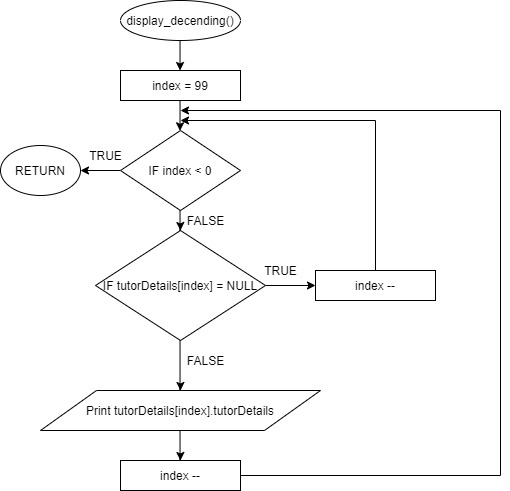 display_decending()
index = 99
TRUE
RETURN
IF index < 0
FALSE
TRUE
IF tutorDetails[index] = NULL
index --
FALSE
Print tutorDetails[index].tutorDetails
index --